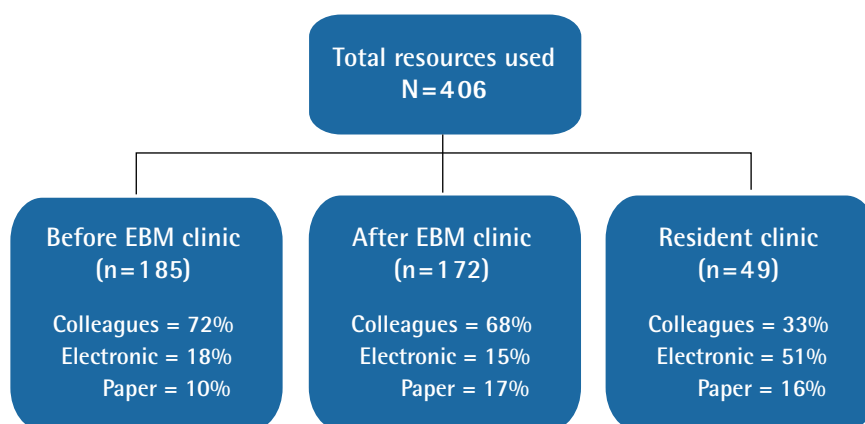 Total resources used
N=406
Before EBM clinic
(n=185)
Colleagues = 72%
Electronic = 18%
Paper = 10%
After EBM clinic
(n=172)
Colleagues = 68%
Electronic = 15%
Paper = 17%
Resident clinic
(n=49)
Colleagues = 33%
Electronic = 51%
Paper = 16%